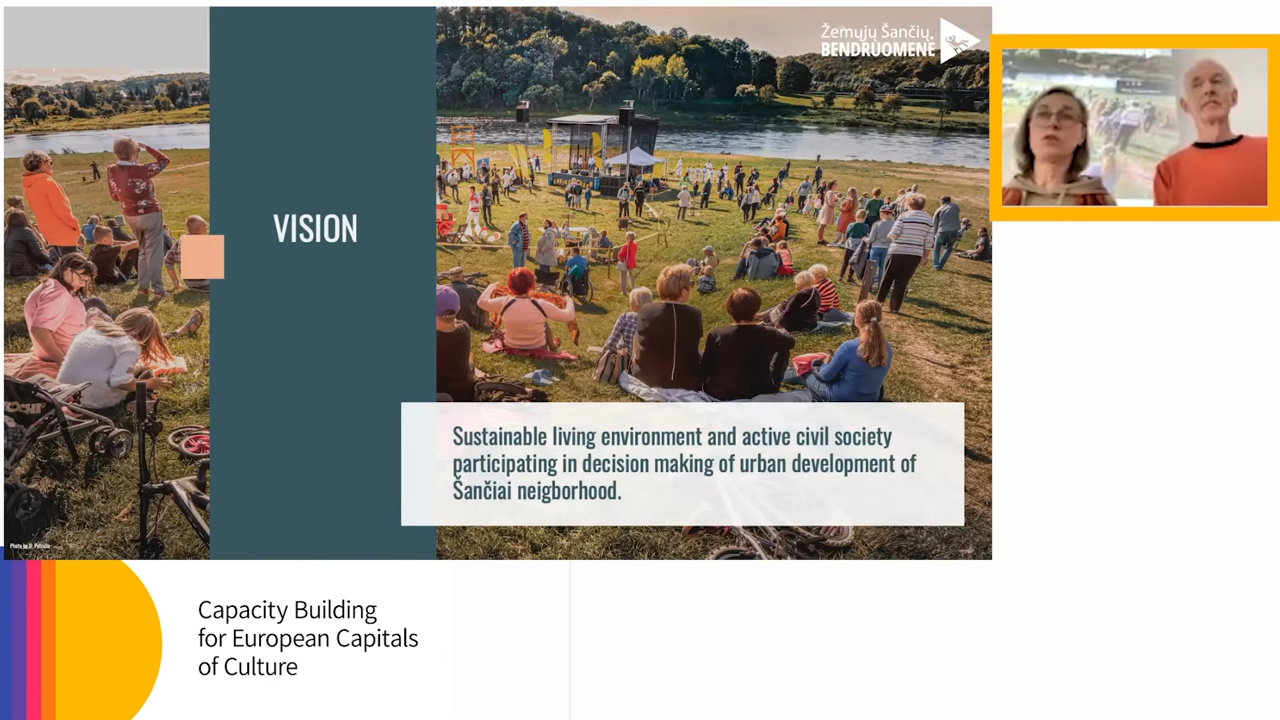 Žemųjų Šančių
BENDRUOMENĖ
VISION
Sustainable living environment and active civil society
participating in decision making of urban development of
Šančiai neigborhood.
Capacity Building
for European Capitals
of Culture